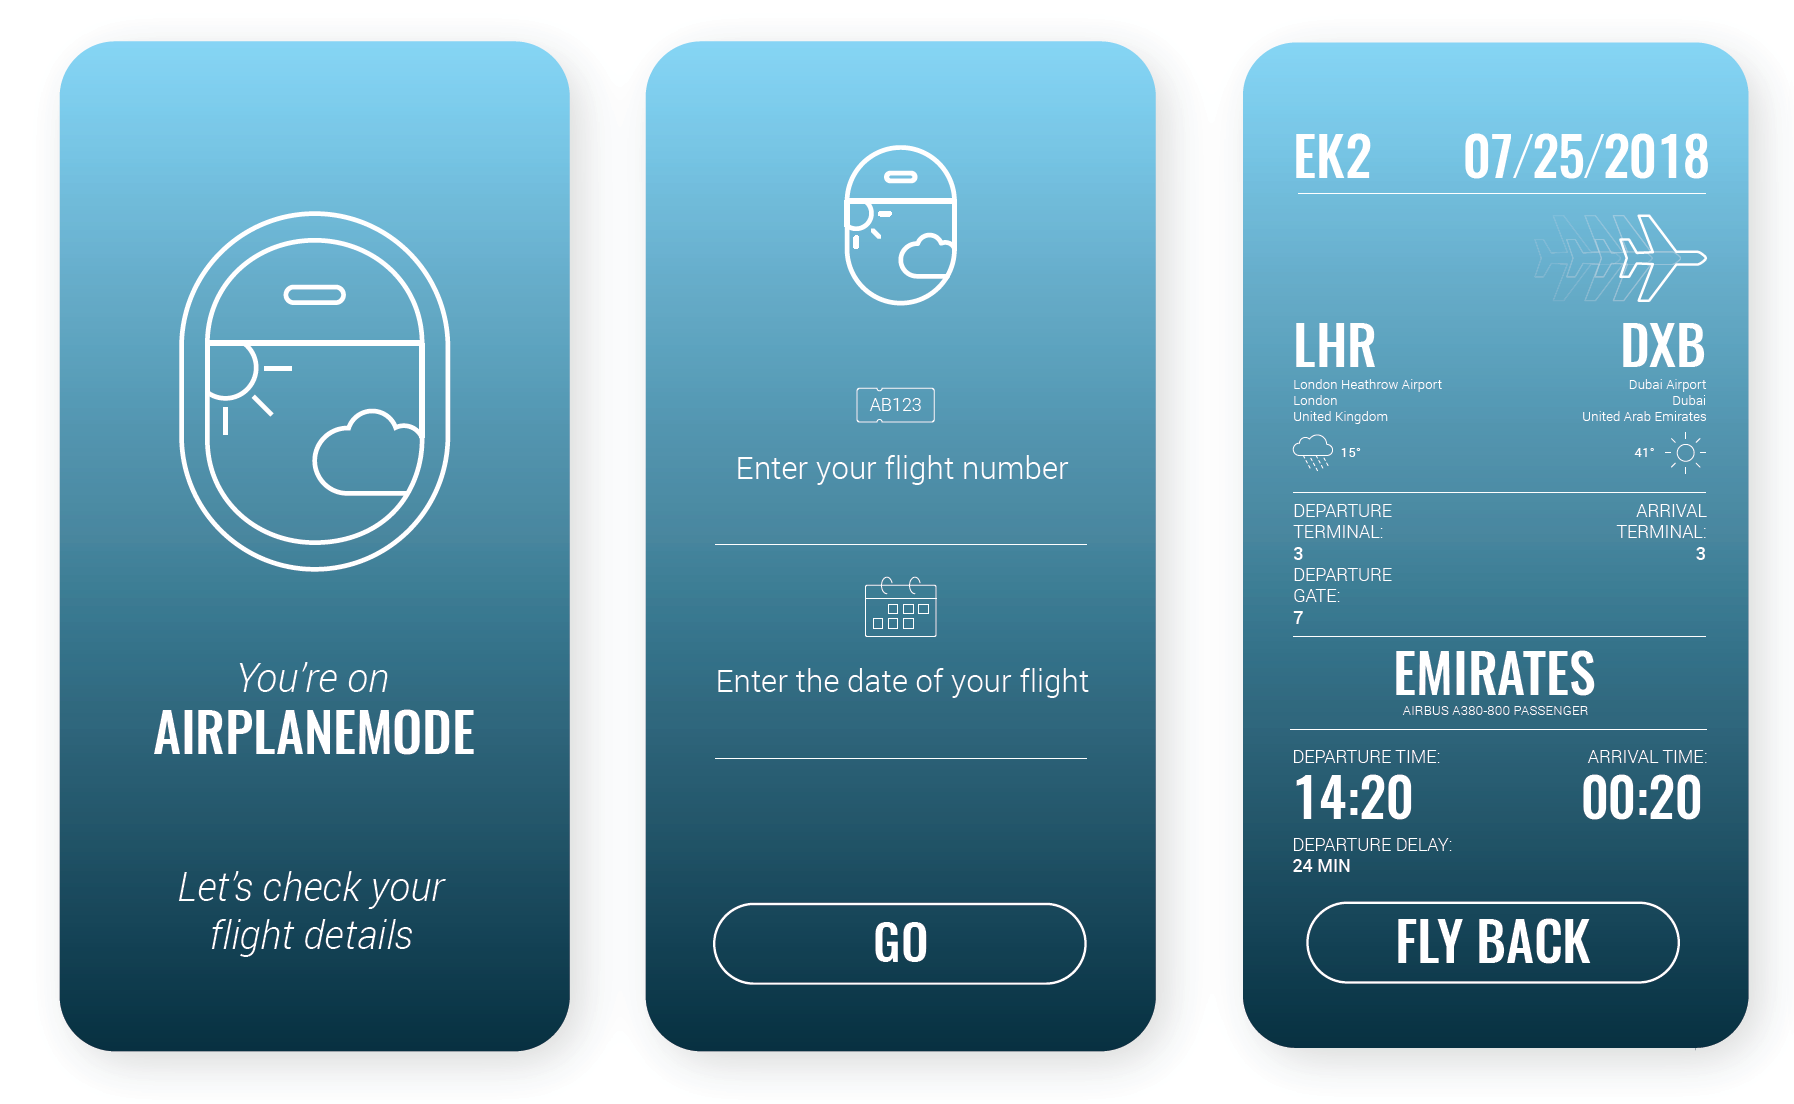 You're on
AIRPLANEMODE
Let's check your
flight details
AB123
Enter your flight number
Enter the date of your flight
GO
EK2 07/25/2018
LHR DXB
London Heathrow Airport Dubai Airport
London Dubai
United Kingdom United Arab Emirates
15° 41°
DEPARTURE ARRIVAL
TERMINAL: TERMINAL:
3 3
DEPARTURE
GATE:
7
EMIRATES
AIRBUS A380-800 PASSENGER
DEPARTURE TIME: ARRIVAL TIME:
14:20 00:20
DEPARTURE DELAY:
24 MIN
FLY BACK